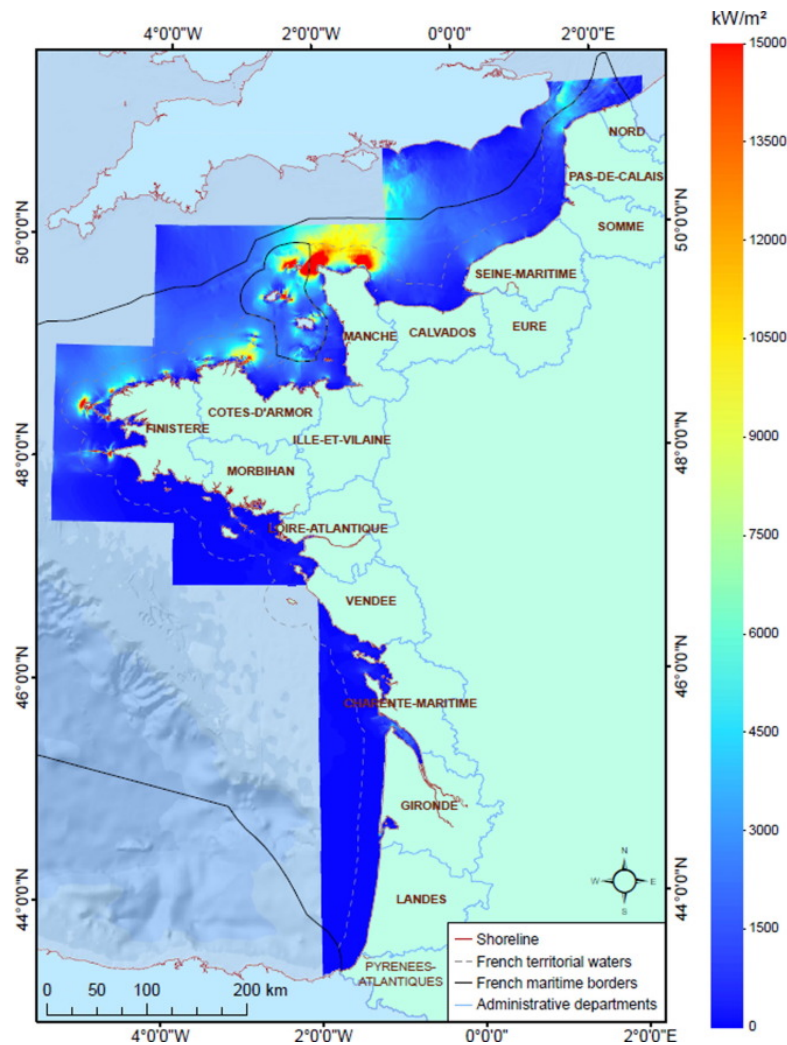 kW/m²
4°0'0"W 2°0'0"W 0°0'0" 2°0'0"E
15000
13500
12000
10500
9000
7500
6000
4500
3000
1500
0
50°0'0"N
48°0'0"N
46°0'0"N
44°0'0"N
50°0'0"N
48°0'0"N
46°0'0"N
44°0'0"N
NORD
PAS-DE-CALAIS
SOMME
SEINE-MARITIME
EURE
MANCHE
CALVADOS
COTES-D'ARMOR
FINISTERE
ILLE-ET-VILAINE
MORBIHAN
LOIRE-ATLANTIQUE
VENDEE
CHARENTE-MARITIME
GIRONDE
LANDES
PYRENEES-
ATLANTIQUES
N
W E
S
Shoreline
French territorial waters
French maritime borders
Administrative departments
0 50 100 200 km
4°0'0"W 2°0'0"W 0°0'0" 2°0'0"E